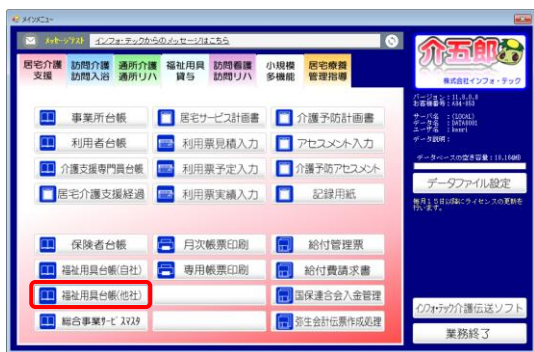 メインメニュー
メッセージリスト インフォ・テックからのメッセージはこちら
居宅介護支援 訪問介護訪問入浴 通所介護通所リハ 福祉用具貸与 訪問看護訪問リハ 小規模多機能 居宅療養管理指導
事業所台帳 居宅サービス計画書 介護予防計画書
利用者台帳 利用票見積入力 アセスメント入力
介護支援専門員台帳 利用票予定入力 介護予防アセスメント
居宅介護支援経過 利用票実績入力 記録用紙
保険者台帳 月次帳票印刷 給付管理票
福祉用具台帳(自社) 専用帳票印刷 給付費請求書
福祉用具台帳(他社) 国保連合会入金管理
総合事業サービスマスタ 弥生会計伝票作成処理
介五郎
株式会社インフォ・テック
バージョン：11.0.0.0
お客様番号：A34-053
サーバ名　：(LOCAL)
データ名　：DATA0001
ユーザ名　：kanri
データ説明：
データベースの空き容量：10.164MB
データファイル設定
毎月１５日以降にライセンスの更新を行います。
インフォ・テック介護伝送ソフト
業務終了